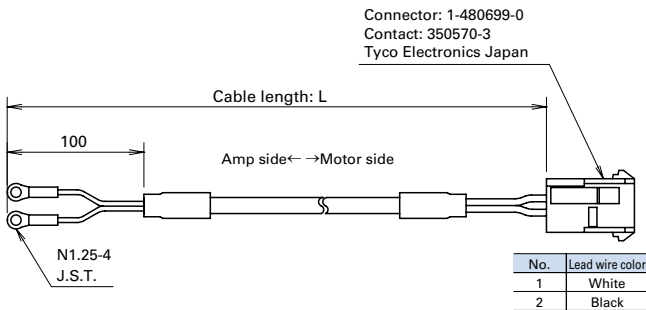 Connector: 1-480699-0
Contact: 350570-3
Tyco Electronics Japan
Cable length: L
100
Amp side← →Motor side
N1.25-4
J.S.T.
No. Lead wire color
1 White
2 Black